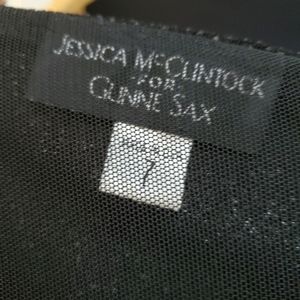 JESSICA MCCLINTOCK
FOR
GUNNE SAX
7